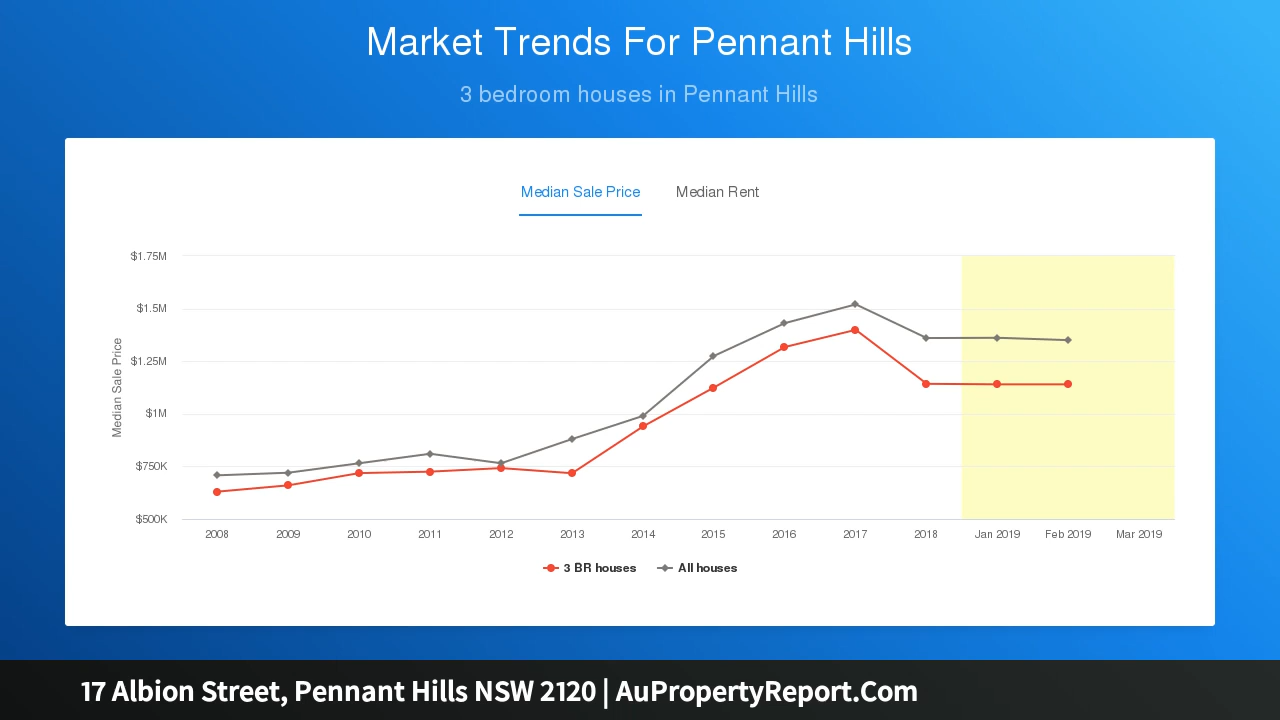 Market Trends For Pennant Hills
3 bedroom houses in Pennant Hills
Median Sale Price Median Rent
Median Sale Price
$1.75M
$1.5M
$1.25M
$1M
$750K
$500K
2008 2009 2010 2011 2012 2013 2014 2015 2016 2017 2018 Jan 2019 Feb 2019 Mar 2019
3 BR houses All houses
17 Albion Street, Pennant Hills NSW 2120 | AuPropertyReport.Com